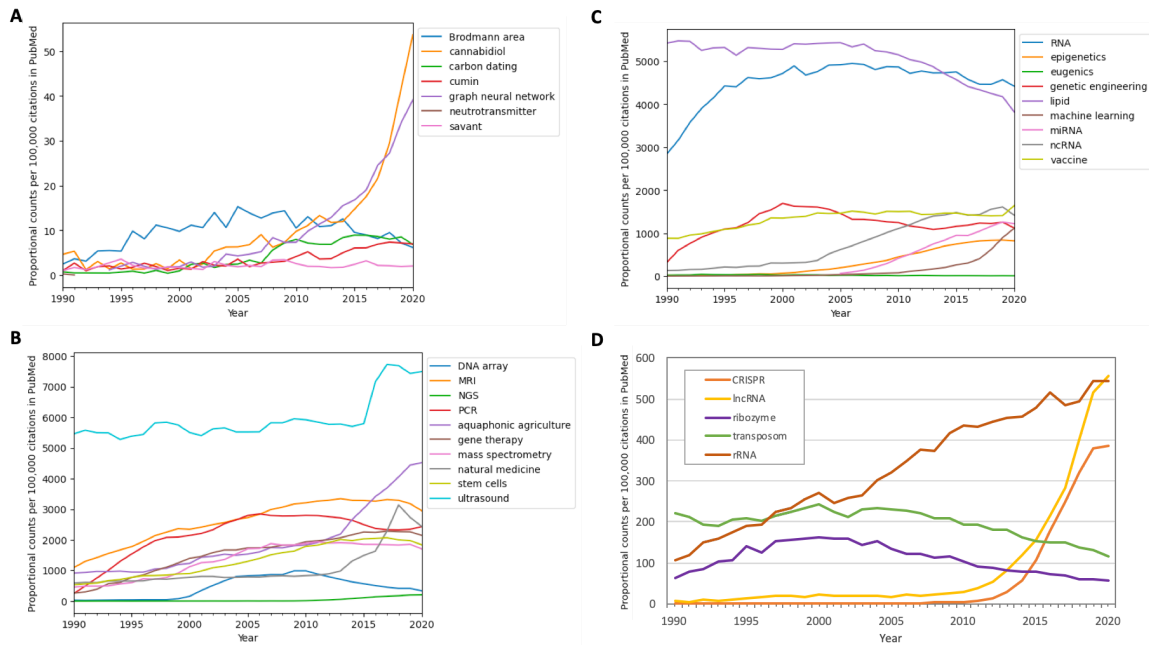 A
Proportional counts per 100,000 citations in PubMed
50
40
30
20
10
0
1990 1995 2000 2005 2010 2015 2020
Year
Brodmann area
cannabidiol
carbon dating
cumin
graph neural network
neutrotransmitter
savant
C
Proportional counts per 100,000 citations in PubMed
5000
4000
3000
2000
1000
0
1990 1995 2000 2005 2010 2015 2020
Year
RNA
epigenetics
eugenics
genetic engineering
lipid
machine learning
miRNA
ncRNA
vaccine
B
Proportional counts per 100,000 citations in PubMed
8000
7000
6000
5000
4000
3000
2000
1000
0
1990 1995 2000 2005 2010 2015 2020
Year
DNA array
MRI
NGS
PCR
aquaphonic agriculture
gene therapy
mass spectrometry
natural medicine
stem cells
ultrasound
D
Proportional counts per 100,000 citations in PubMed
600
500
400
300
200
100
0
1990 1995 2000 2005 2010 2015 2020
Year
CRISPR
lncRNA
ribozyme
transposom
rRNA